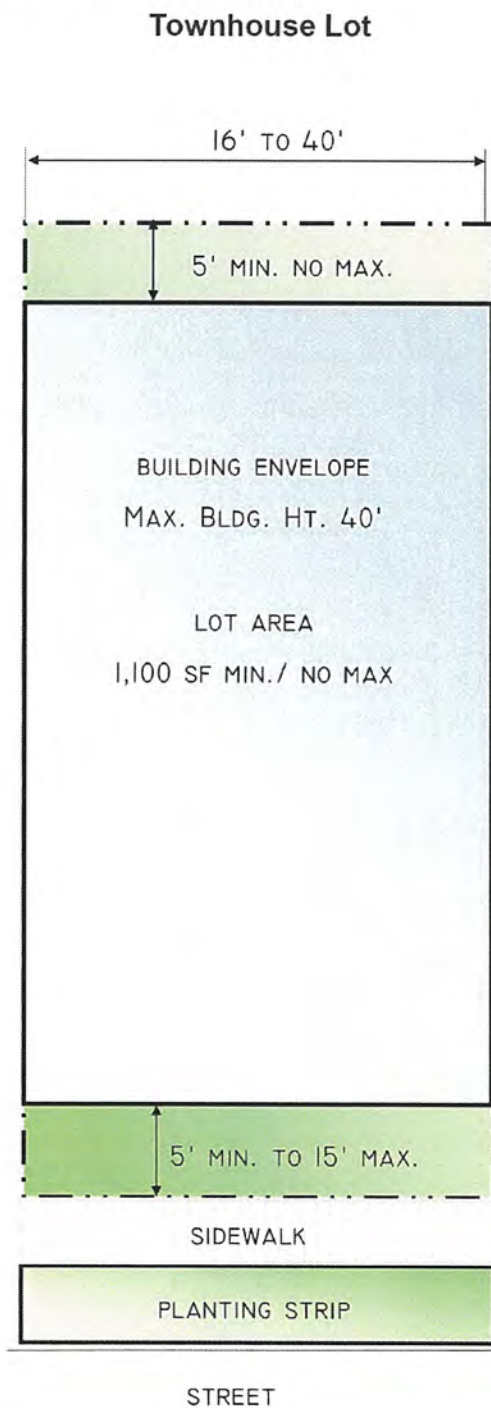 Townhouse Lot
16' TO 40'
5' MIN. NO MAX.
BUILDING ENVELOPE
MAX. BLDG. HT. 40'
LOT AREA
1,100 SF MIN./ NO MAX
5' MIN. TO 15' MAX.
SIDEWALK
PLANTING STRIP
STREET